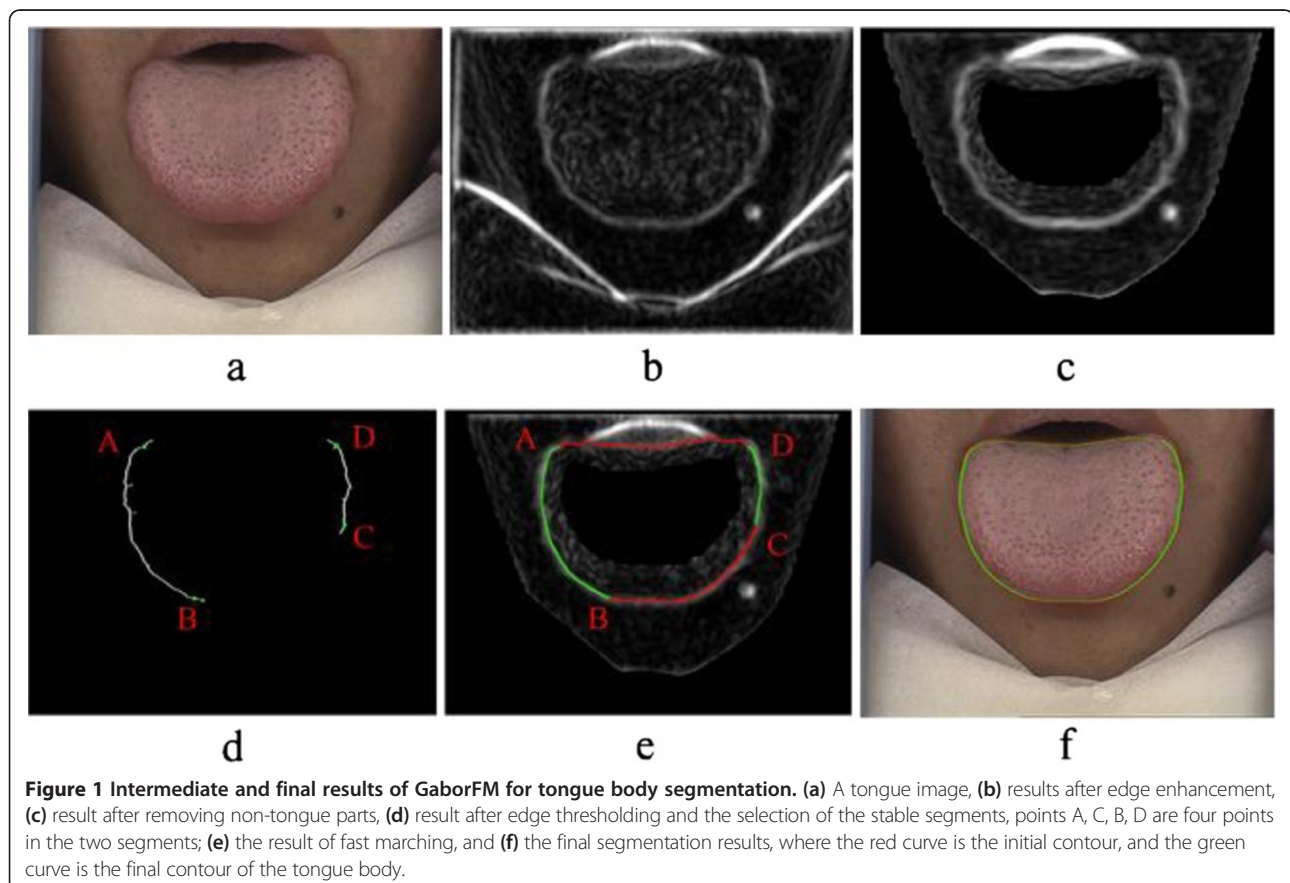 a
b
c
A
D
C
B
A
D
C
B
d
e
f
Figure 1 Intermediate and final results of GaborFM for tongue body segmentation. (a) A tongue image, (b) results after edge enhancement,
(c) result after removing non-tongue parts, (d) result after edge thresholding and the selection of the stable segments, points A, C, B, D are four points
in the two segments; (e) the result of fast marching, and (f) the final segmentation results, where the red curve is the initial contour, and the green
curve is the final contour of the tongue body.